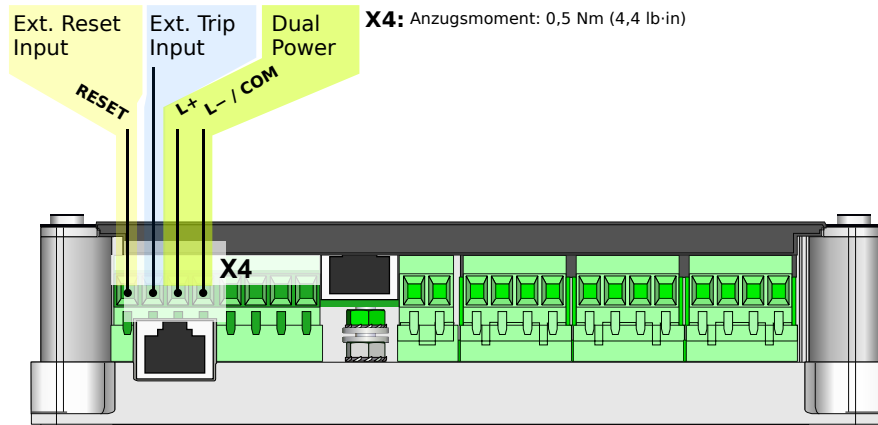 Ext. Reset
Input
Ext. Trip
Input
Dual
Power
X4: Anzugsmoment: 0,5 Nm (4,4 lb·in)
RESET
L+
L− / COM
X4